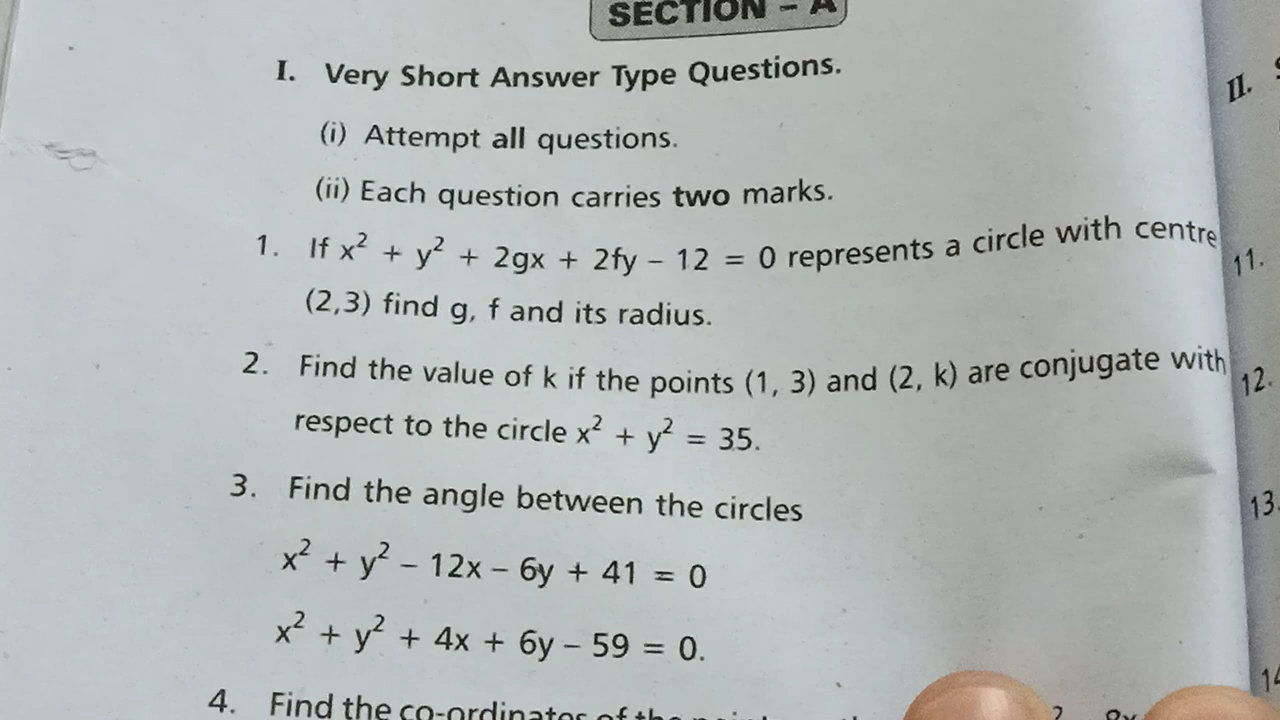 SECTION – A
I. Very Short Answer Type Questions.
(i) Attempt all questions.
(ii) Each question carries two marks.
1. If x² + y² + 2gx + 2fy – 12 = 0 represents a circle with centre
(2,3) find g, f and its radius.
2. Find the value of k if the points (1, 3) and (2, k) are conjugate with
respect to the circle x² + y² = 35.
3. Find the angle between the circles
x² + y² – 12x – 6y + 41 = 0
x² + y² + 4x + 6y – 59 = 0.
4. Find the co-ordinates of the
II.
11.
12.
13.